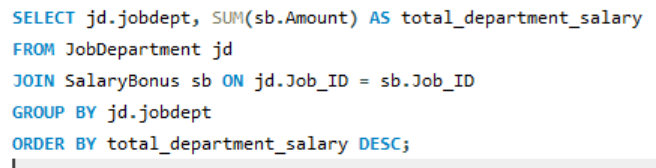 SELECT jd.jobdept, SUM(sb.Amount) AS total_department_salary
FROM JobDepartment jd
JOIN SalaryBonus sb ON jd.Job_ID = sb.Job_ID
GROUP BY jd.jobdept
ORDER BY total_department_salary DESC;